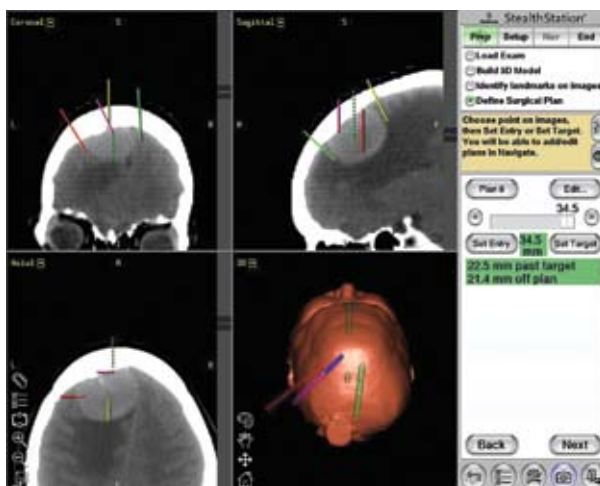 Coronal
S
Sagittal
S
StealthStation
Prep Setup Nav End
Load Exam
Build 3D Model
Identify landmarks on images
Define Surgical Plan
Choose point on images,
then Set Entry or Set Target.
You will be able to add/edit
plans in Navigate.
Plan 6 Edit...
34.5
Set Entry 34.5 mm Set Target
22.5 mm past target
21.4 mm off plan
L R
Axial
A
3D
L R
Back Next